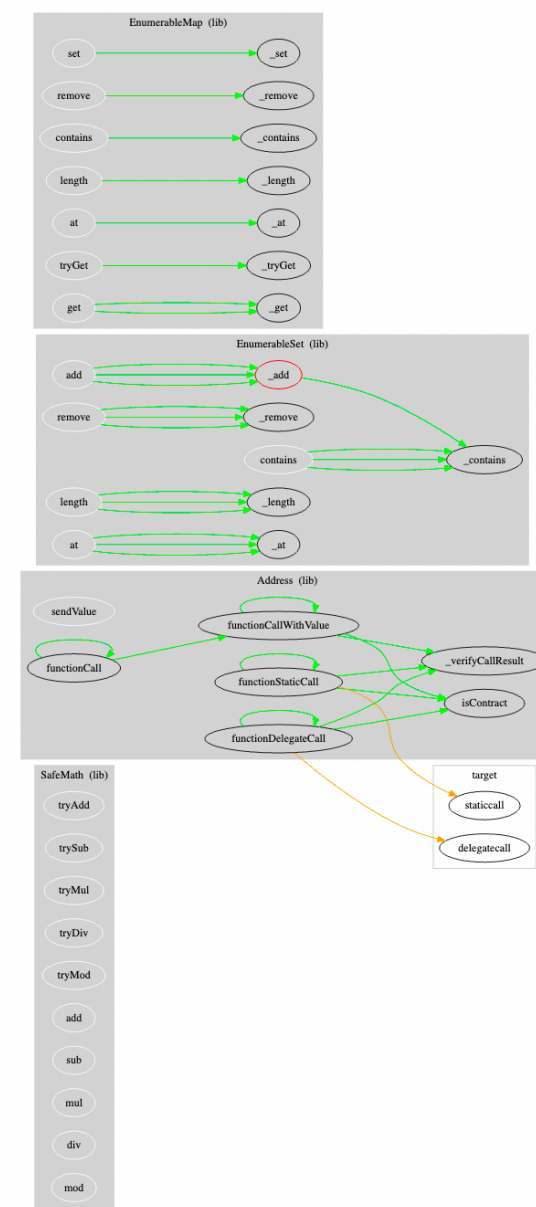 EnumerableMap (lib)
set
_set
remove
_remove
contains
_contains
length
_length
at
_at
tryGet
_tryGet
get
_get
EnumerableSet (lib)
add
_add
remove
_remove
contains
_contains
length
_length
at
_at
Address (lib)
sendValue
functionCallWithValue
functionCall
_verifyCallResult
functionStaticCall
isContract
functionDelegateCall
SafeMath (lib)
target
tryAdd
staticcall
trySub
delegatecall
tryMul
tryDiv
tryMod
add
sub
mul
div
mod